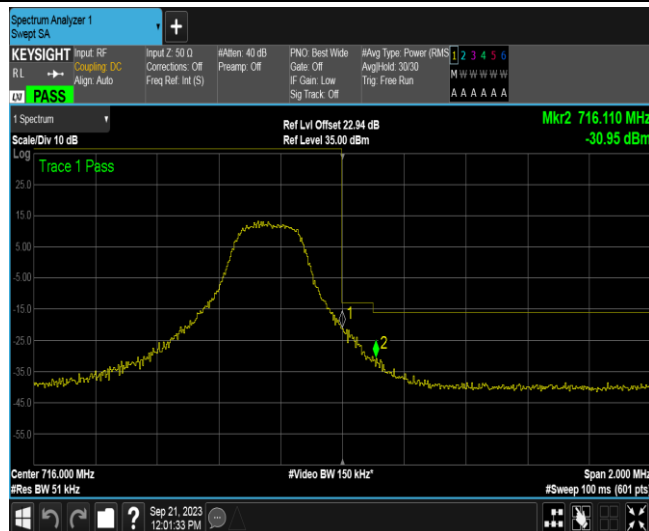 Spectrum Analyzer 1
Swept SA
KEYSIGHT
RL
Input: RF
Coupling: DC
Align: Auto
Input Z: 50 Ω
Corrections: Off
Freq Ref: Int (S)
#Atten: 40 dB
Preamp: Off
PNO: Best Wide
Gate: Off
IF Gain: Low
Sig Track: Off
#Avg Type: Power (RMS
Avg|Hold: 30/30
Trig: Free Run
1 2 3 4 5 6
M W W W W W
A A A A A A
LXI PASS
1 Spectrum
Scale/Div 10 dB
Log
Ref Lvl Offset 22.94 dB
Ref Level 35.00 dBm
Mkr2 716.110 MHz
-30.95 dBm
Trace 1 Pass
25.0
15.0
5.00
-5.00
-15.0
-25.0
-35.0
-45.0
-55.0
1
2
Center 716.000 MHz
#Res BW 51 kHz
#Video BW 150 kHz*
Span 2.000 MHz
#Sweep 100 ms (601 pts)
?
Sep 21, 2023
12:01:33 PM